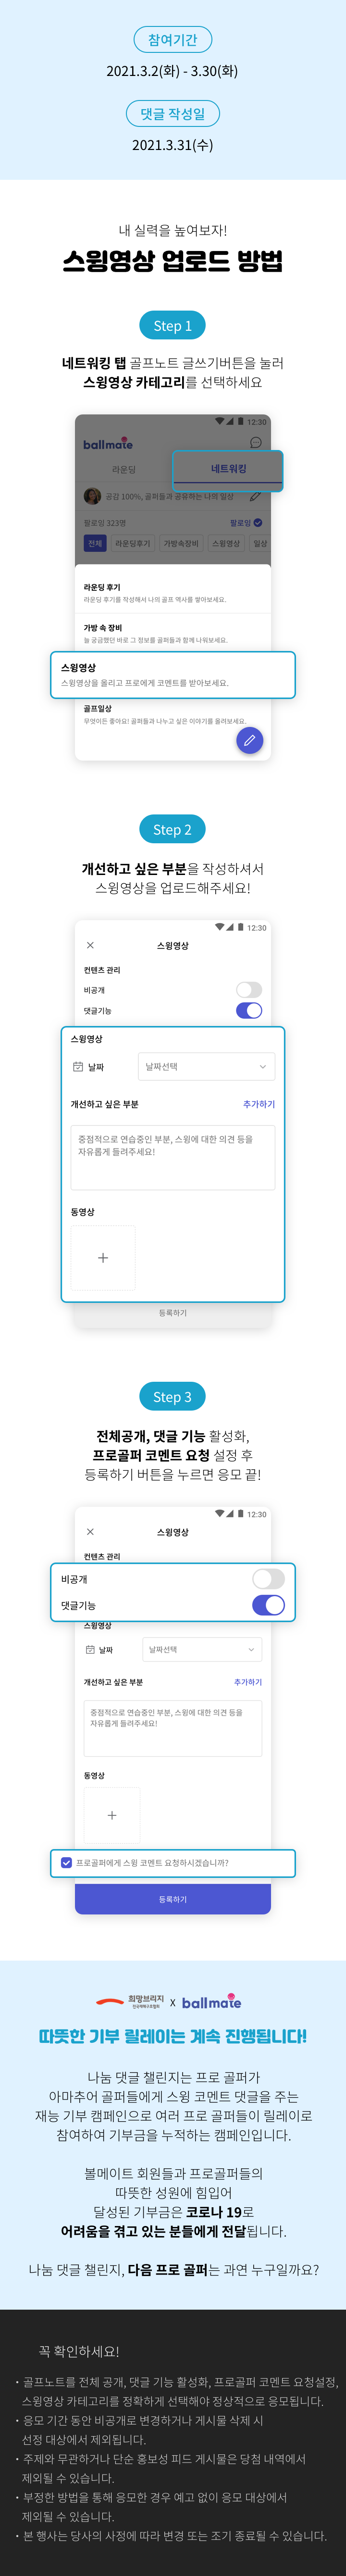 참여기간
2021.3.2(화) - 3.30(화)
댓글 작성일
2021.3.31(수)
내 실력을 높여보자!
스윙영상 업로드 방법
Step 1
네트워킹 탭 골프노트 글쓰기버튼을 눌러
스윙영상 카테고리를 선택하세요
12:30
ballmate
라운딩
네트워킹
공감 100%, 골퍼들과 공유하는 나의 일상
팔로잉 323명
팔로잉
전체 라운딩후기 가방속장비 스윙영상 일상
라운딩 후기
라운딩 후기를 작성해서 나의 골프 역사를 쌓아보세요.
가방 속 장비
늘 궁금했던 바로 그 정보를 골퍼들과 함께 나눠보세요.
스윙영상
스윙영상을 올리고 프로에게 코멘트를 받아보세요.
골프일상
무엇이든 좋아요! 골퍼들과 나누고 싶은 이야기를 올려보세요.
Step 2
개선하고 싶은 부분을 작성하셔서
스윙영상을 업로드해주세요!
12:30
스윙영상
컨텐츠 관리
비공개
댓글기능
스윙영상
날짜 날짜선택
개선하고 싶은 부분 추가하기
중점적으로 연습중인 부분, 스윙에 대한 의견 등을
자유롭게 들려주세요!
동영상
등록하기
Step 3
전체공개, 댓글 기능 활성화,
프로골퍼 코멘트 요청 설정 후
등록하기 버튼을 누르면 응모 끝!
12:30
스윙영상
컨텐츠 관리
비공개
댓글기능
스윙영상
날짜 날짜선택
개선하고 싶은 부분 추가하기
중점적으로 연습중인 부분, 스윙에 대한 의견 등을
자유롭게 들려주세요!
동영상
프로골퍼에게 스윙 코멘트 요청하시겠습니까?
등록하기
희망브리지 X ballmate
전국재해구호협회
따뜻한 기부 릴레이는 계속 진행됩니다!
나눔 댓글 챌린지는 프로 골퍼가
아마추어 골퍼들에게 스윙 코멘트 댓글을 주는
재능 기부 캠페인으로 여러 프로 골퍼들이 릴레이로
참여하여 기부금을 누적하는 캠페인입니다.
볼메이트 회원들과 프로골퍼들의
따뜻한 성원에 힘입어
달성된 기부금은 코로나 19로
어려움을 겪고 있는 분들에게 전달됩니다.
나눔 댓글 챌린지, 다음 프로 골퍼는 과연 누구일까요?
꼭 확인하세요!
• 골프노트를 전체 공개, 댓글 기능 활성화, 프로골퍼 코멘트 요청설정,
스윙영상 카테고리를 정확하게 선택해야 정상적으로 응모됩니다.
• 응모 기간 동안 비공개로 변경하거나 게시물 삭제 시
선정 대상에서 제외됩니다.
• 주제와 무관하거나 단순 홍보성 피드 게시물은 당첨 내역에서
제외될 수 있습니다.
• 부정한 방법을 통해 응모한 경우 예고 없이 응모 대상에서
제외될 수 있습니다.
• 본 행사는 당사의 사정에 따라 변경 또는 조기 종료될 수 있습니다.